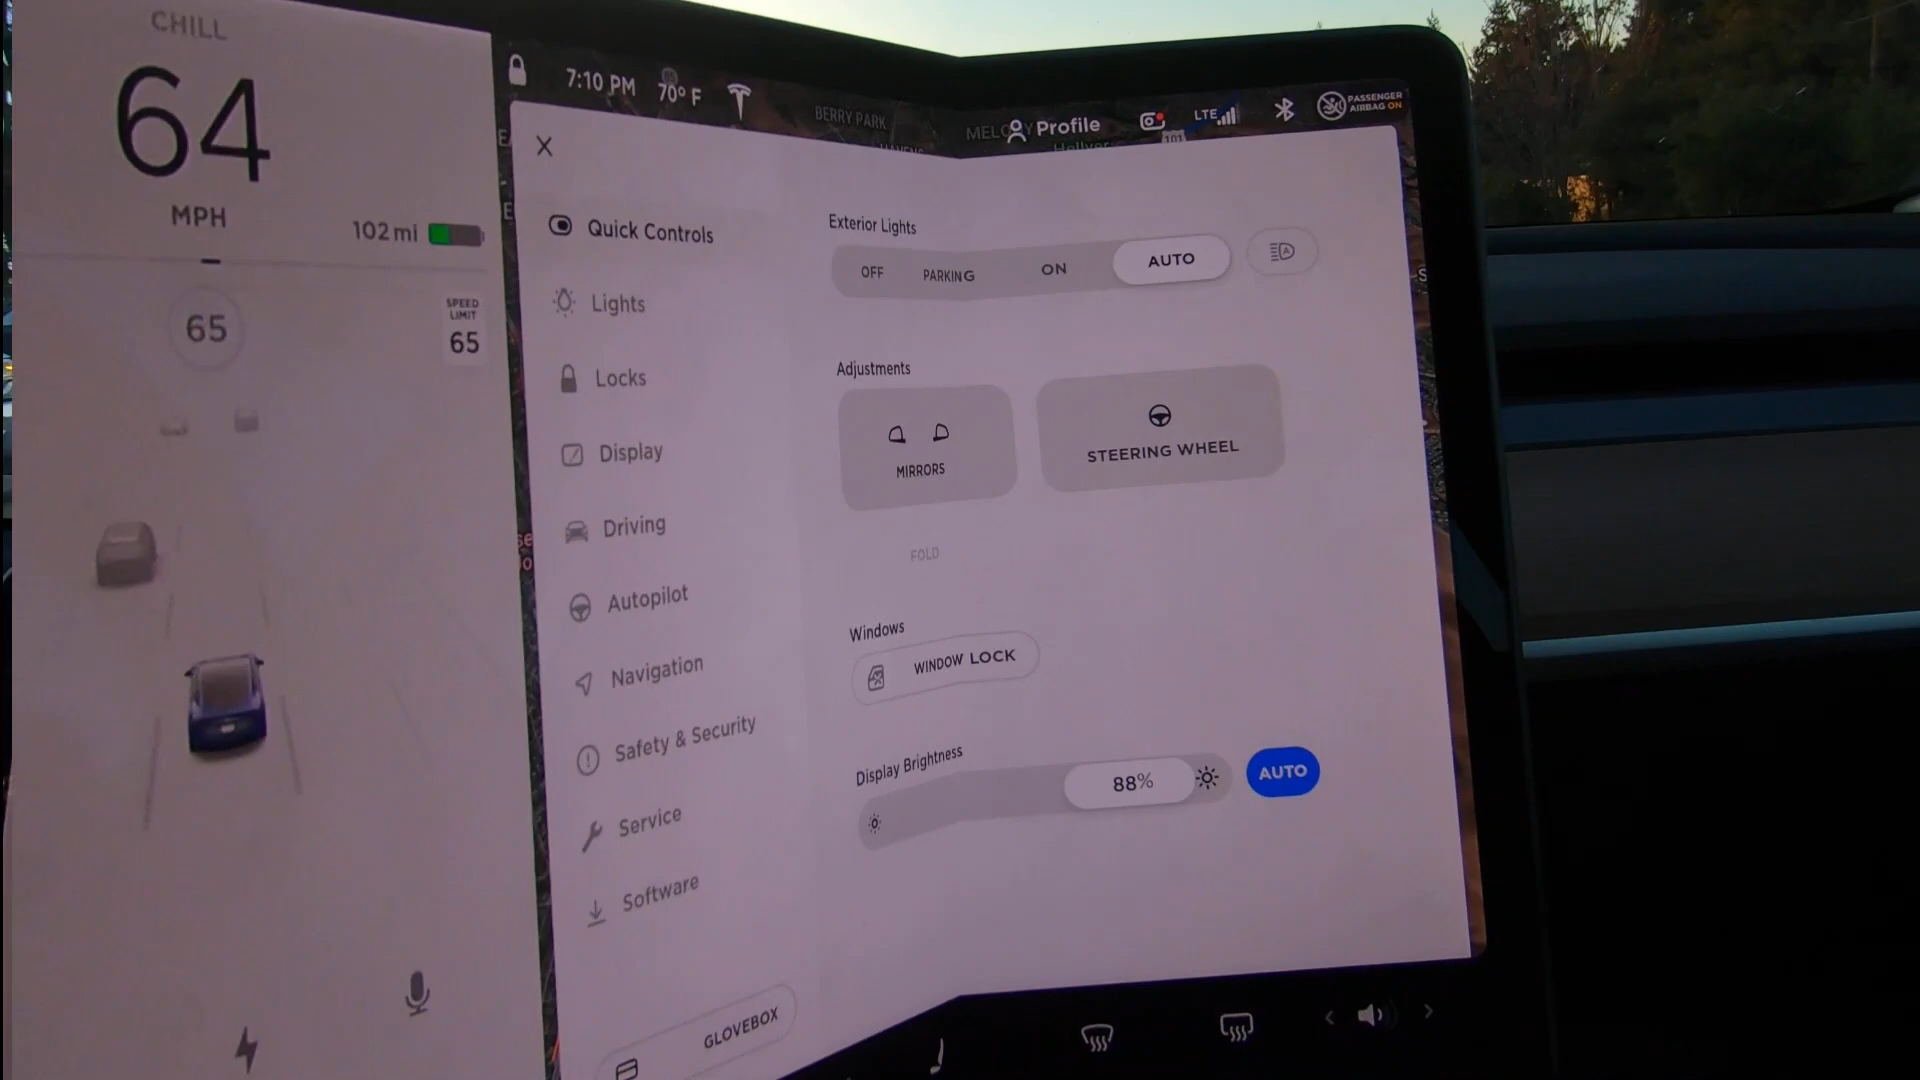 CHILL
64
MPH
102 mi
65
SPEED
LIMIT
65
7:10 PM
70° F
BERRY PARK
Profile
LTE
PASSENGER
AIRBAG ON
101
Quick Controls
Lights
Locks
Display
Driving
Autopilot
Navigation
Safety & Security
Service
Software
GLOVEBOX
Exterior Lights
OFF
PARKING
ON
AUTO
Adjustments
MIRRORS
STEERING WHEEL
FOLD
Windows
WINDOW LOCK
Display Brightness
88%
AUTO